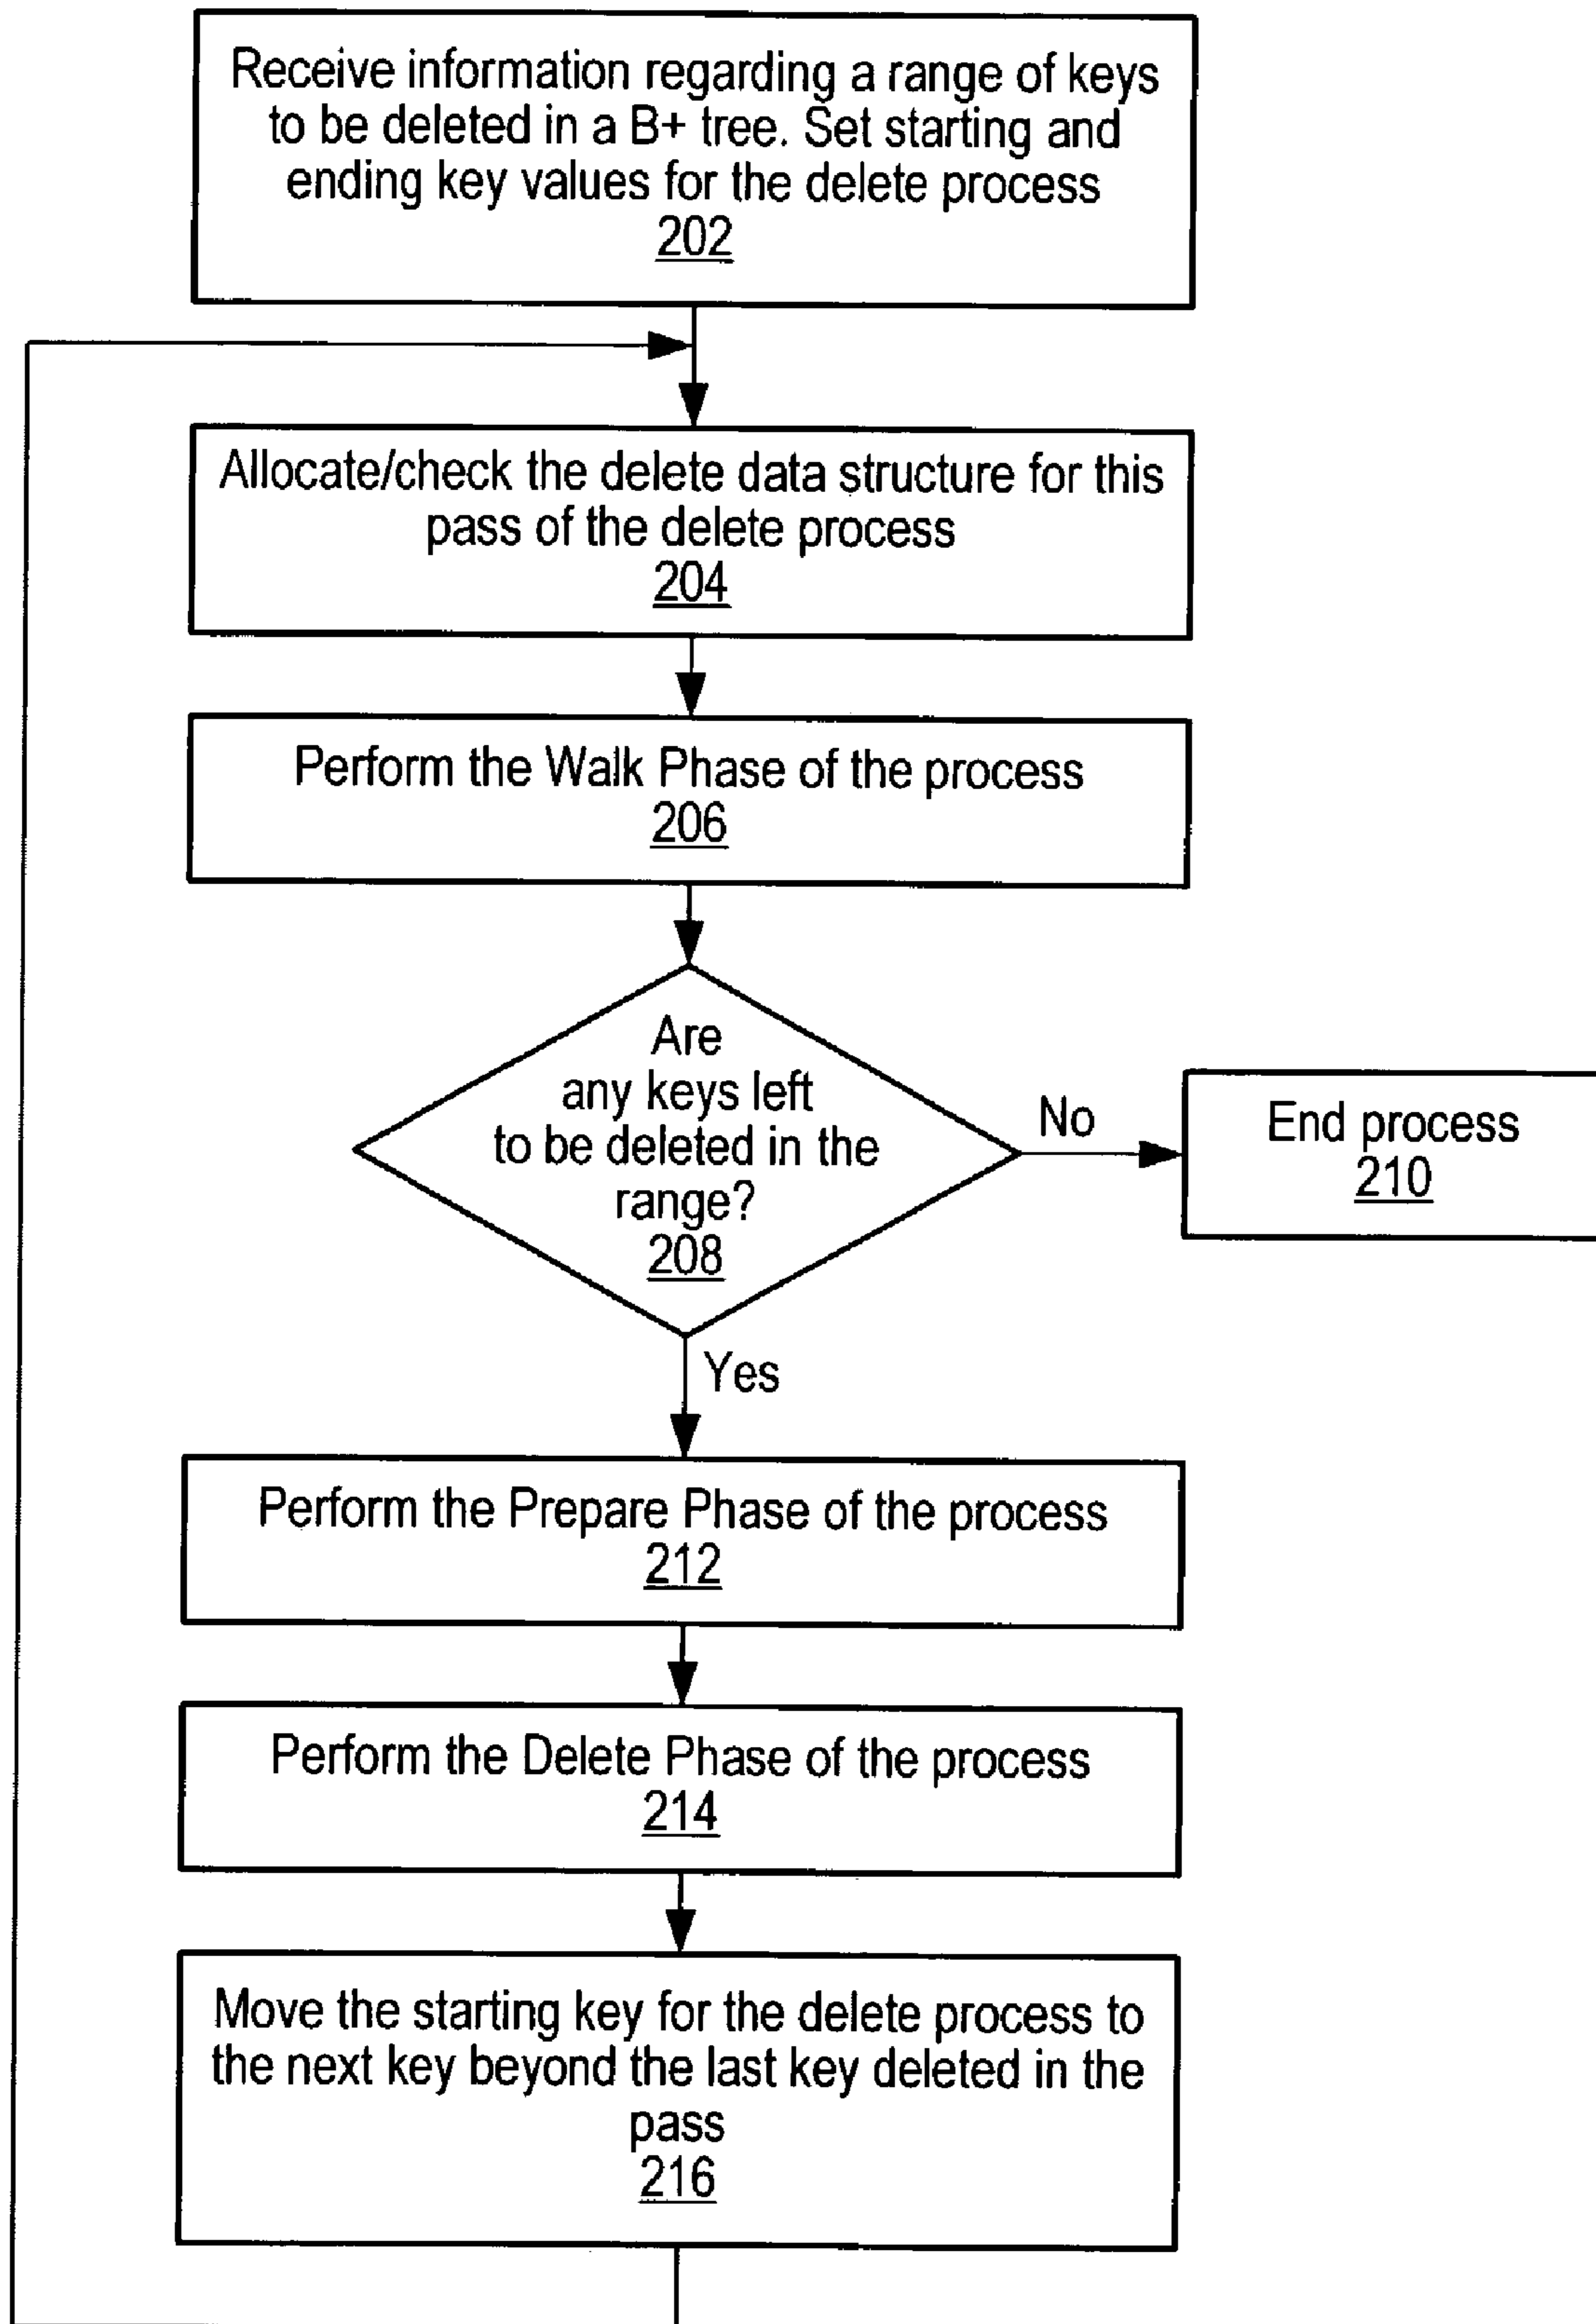 Receive information regarding a range of keys
to be deleted in a B+ tree. Set starting and
ending key values for the delete process
202
Allocate/check the delete data structure for this
pass of the delete process
204
Perform the Walk Phase of the process
206
Are
any keys left
to be deleted in the
range?
208
No
End process
210
Yes
Perform the Prepare Phase of the process
212
Perform the Delete Phase of the process
214
Move the starting key for the delete process to
the next key beyond the last key deleted in the
pass
216